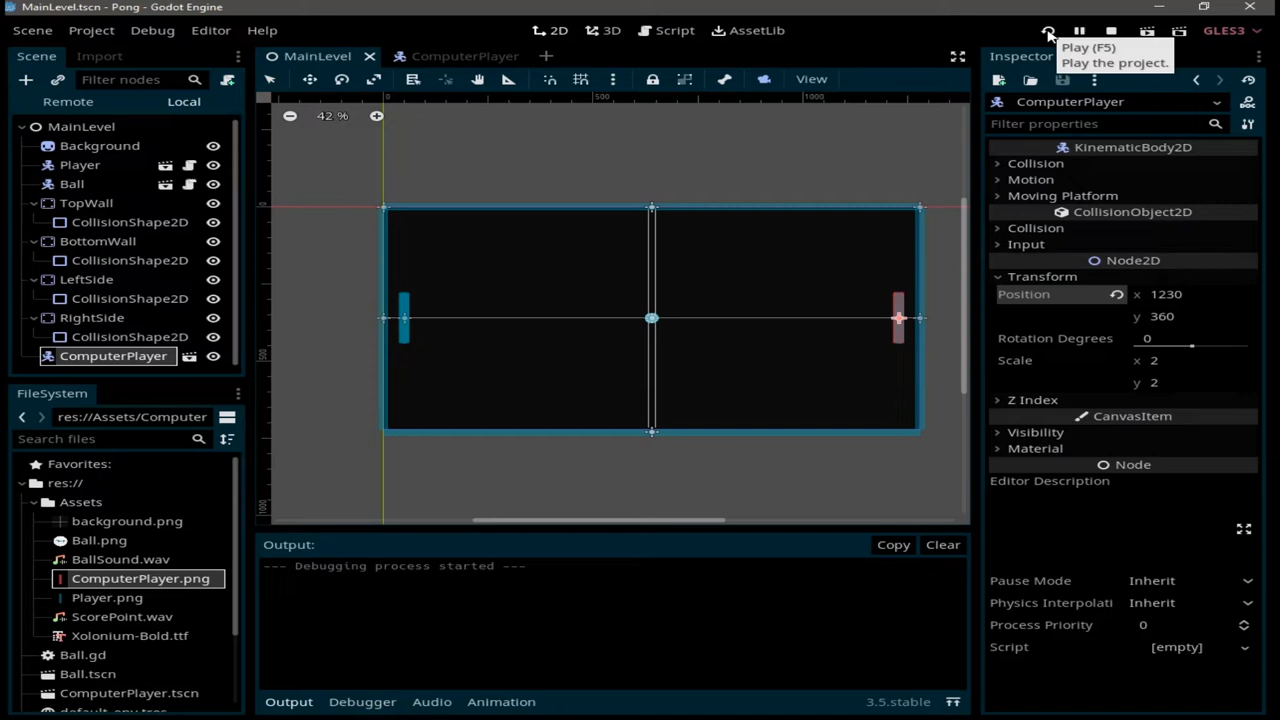 MainLevel.tscn - Pong - Godot Engine
Scene Project Debug Editor Help
2D 3D Script AssetLib
GLES3
Play (F5)
Play the project.
Scene Import
Filter nodes
Remote Local
MainLevel
Background
Player
Ball
TopWall
CollisionShape2D
BottomWall
CollisionShape2D
LeftSide
CollisionShape2D
RightSide
CollisionShape2D
ComputerPlayer
FileSystem
res://Assets/Computer
Search files
Favorites:
res://
Assets
background.png
Ball.png
BallSound.wav
ComputerPlayer.png
Player.png
ScorePoint.wav
Xolonium-Bold.ttf
Ball.gd
Ball.tscn
ComputerPlayer.tscn
MainLevel ComputerPlayer
View
0 500 1000
42 %
0
500
1000
Output:
Copy Clear
--- Debugging process started ---
Output Debugger Audio Animation 3.5.stable
Inspector
ComputerPlayer
Filter properties
KinematicBody2D
Collision
Motion
Moving Platform
CollisionObject2D
Collision
Input
Node2D
Transform
Position x 1230
y 360
Rotation Degrees 0
Scale x 2
y 2
Z Index
CanvasItem
Visibility
Material
Node
Editor Description
Pause Mode Inherit
Physics Interpolati Inherit
Process Priority 0
Script [empty]